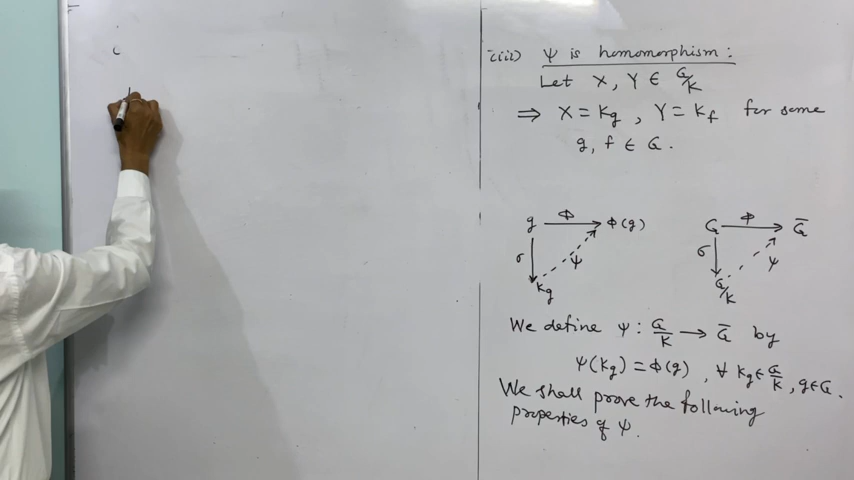 (iii) Ψ is homomorphism:
Let X, Y ∈ G/K
⇒ X = Kg, Y = Kf for some
g, f ∈ G.
g Φ Φ(g)
σ Ψ
Kg
G Φ G̅
σ Ψ
G/K
We define Ψ: G/K → G̅ by
Ψ(Kg) = Φ(g), ∀ Kg ∈ G/K, g ∈ G.
We shall prove the following
properties of Ψ.